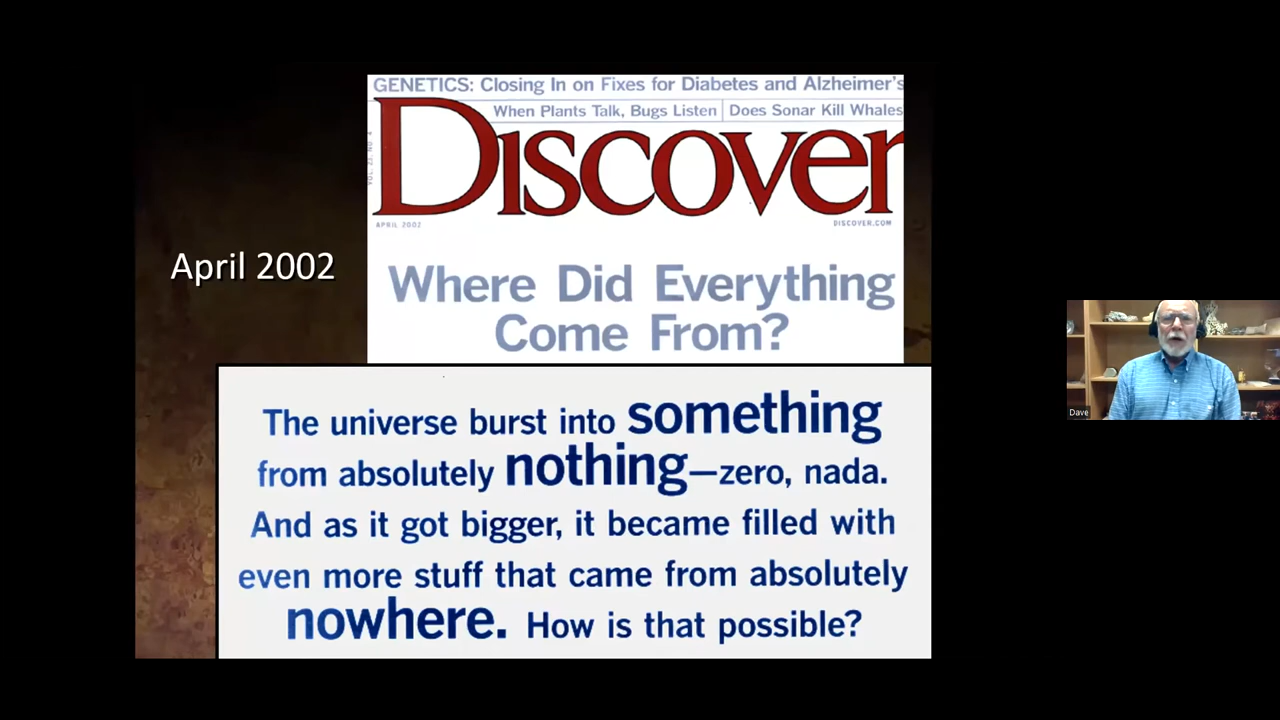 GENETICS: Closing In on Fixes for Diabetes and Alzheimer's
When Plants Talk, Bugs Listen | Does Sonar Kill Whales
DISCOVER
APRIL 2002
DISCOVER.COM
April 2002
Where Did Everything
Come From?
The universe burst into something
from absolutely nothing—zero, nada.
And as it got bigger, it became filled with
even more stuff that came from absolutely
nowhere. How is that possible?
Dave